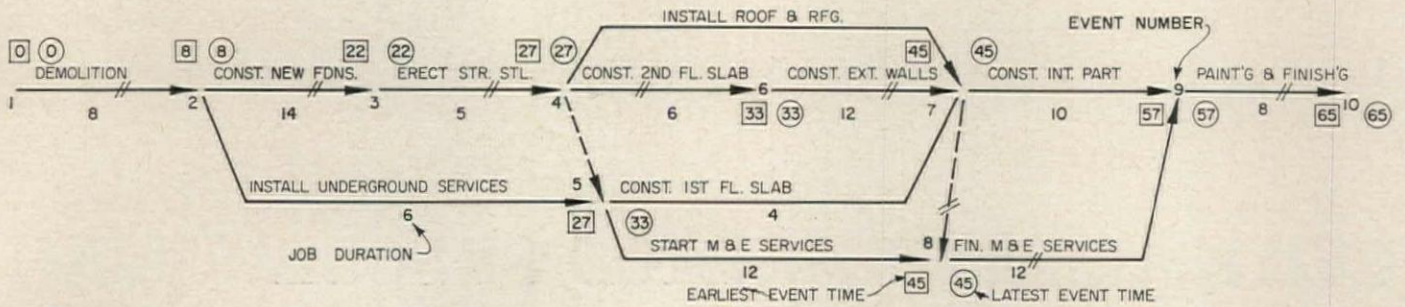 INSTALL ROOF & RFG.
EVENT NUMBER
0 0 8 8 22 22 27 27 45 45
DEMOLITION CONST. NEW FDNS. ERECT STR. STL. CONST. 2ND FL. SLAB CONST. EXT. WALLS CONST. INT. PART PAINT'G & FINISH'G
1 8 2 14 3 5 4 6 6 12 7 10 9 8 10
33 33 57 57 65 65
INSTALL UNDERGROUND SERVICES 5 CONST. 1ST FL. SLAB
6 27 33 4
JOB DURATION
START M & E SERVICES 8 FIN. M & E SERVICES
12 45 45 12
EARLIEST EVENT TIME LATEST EVENT TIME